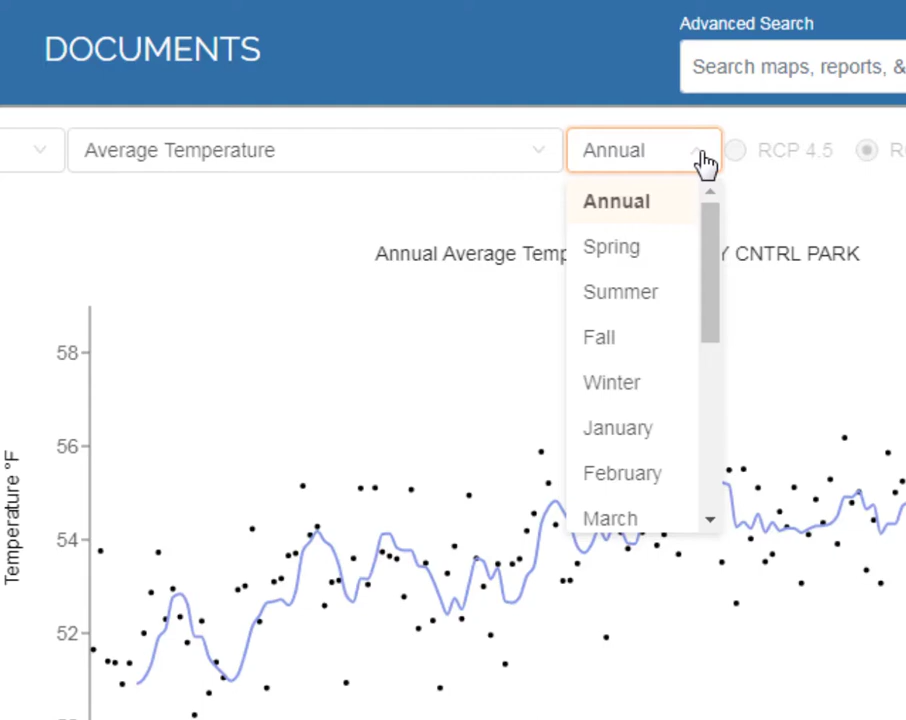 Advanced Search
DOCUMENTS
Search maps, reports, &
Average Temperature
Annual
RCP 4.5
Annual
Spring
Summer
Fall
Winter
January
February
March
Annual Average Temp
CNTRL PARK
58
56
54
52
Temperature °F